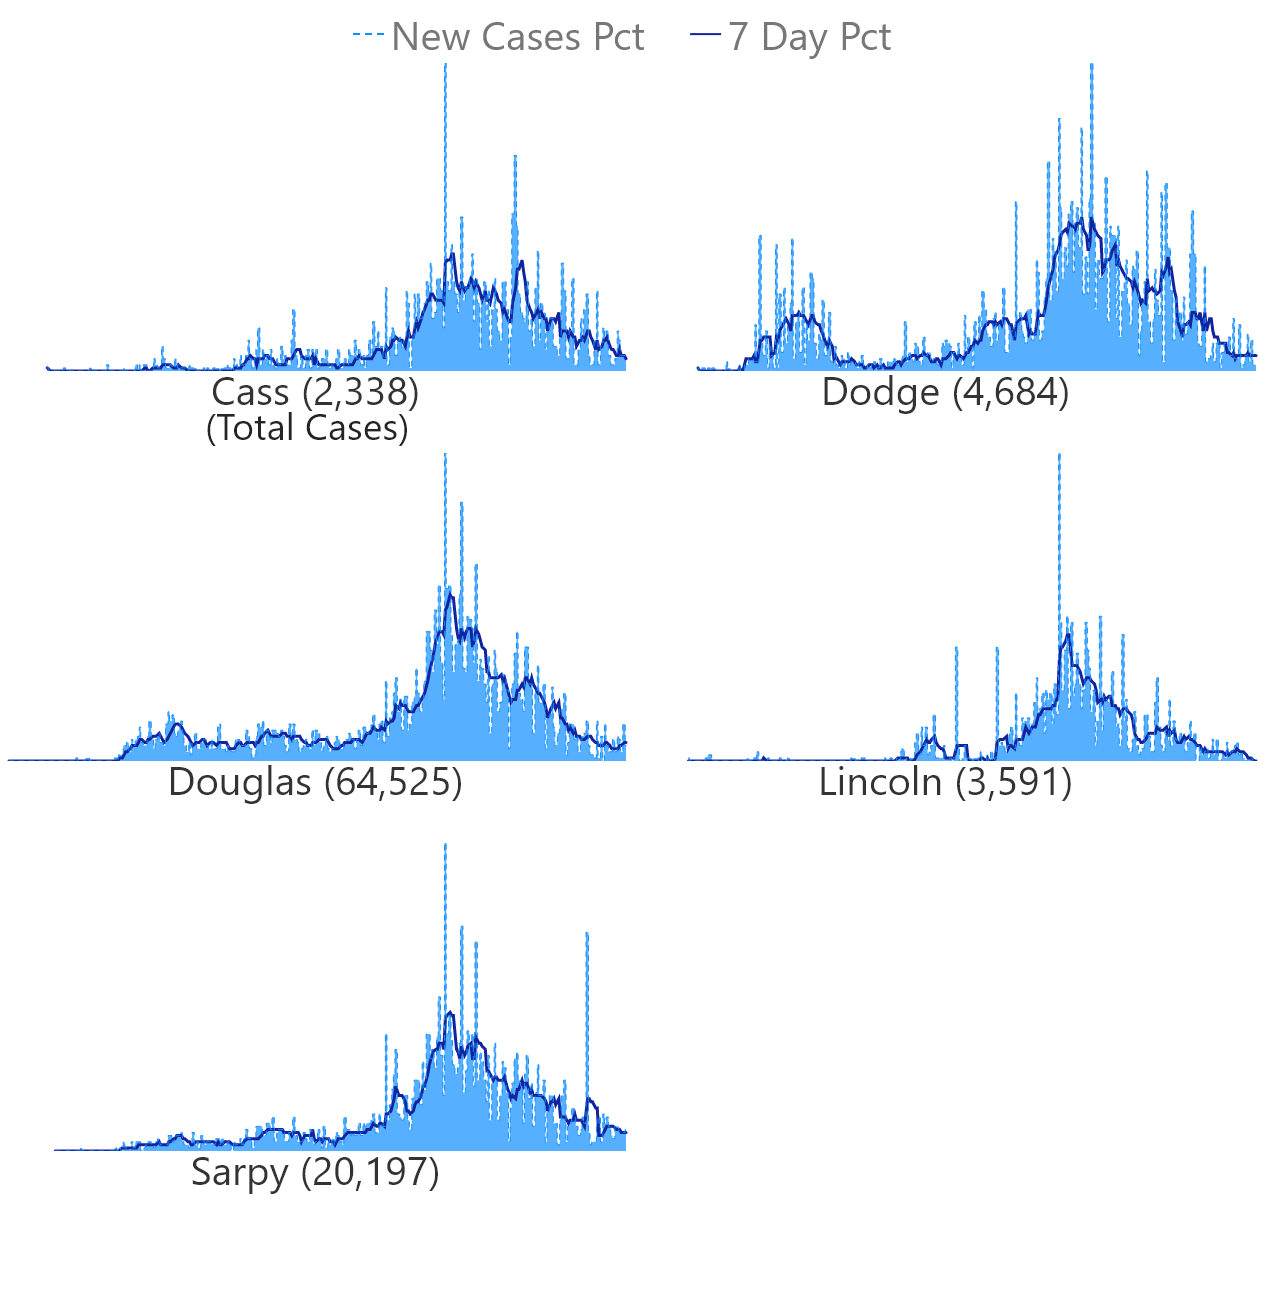 New Cases Pct 7 Day Pct
Cass (2,338)
(Total Cases)
Dodge (4,684)
Douglas (64,525)
Lincoln (3,591)
Sarpy (20,197)